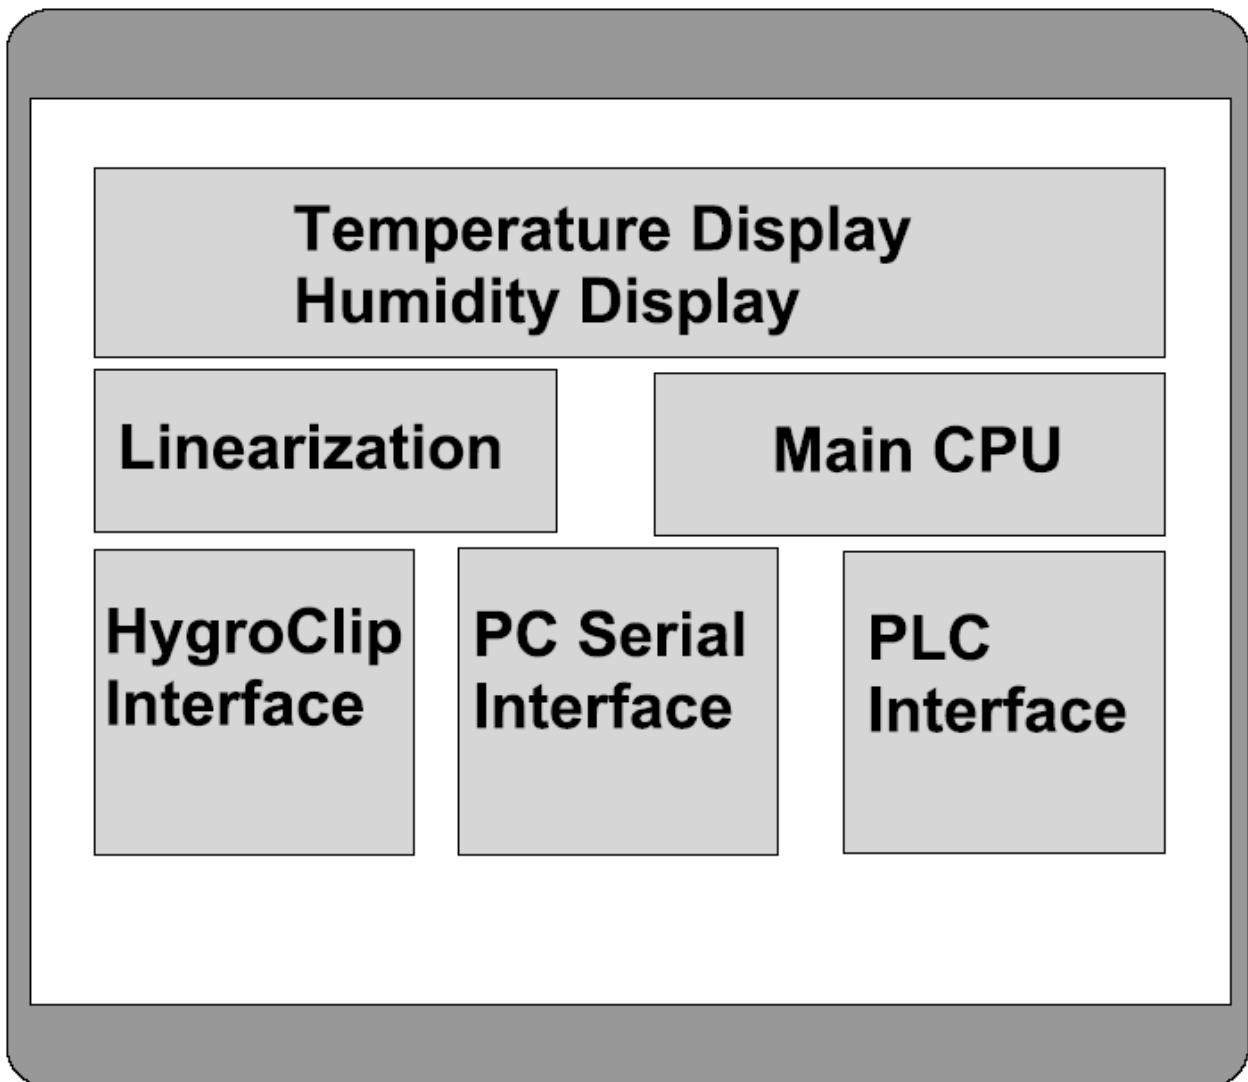 Temperature Display
Humidity Display
Linearization
Main CPU
HygroClip
Interface
PC Serial
Interface
PLC
Interface